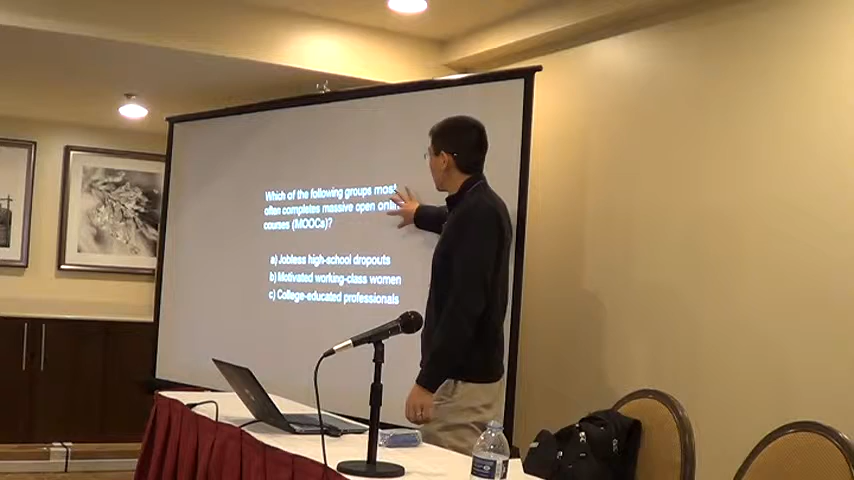 Which of the following groups most
often completes massive open online
courses (MOOCs)?
a) Jobless high-school dropouts
b) Motivated working-class women
c) College-educated professionals